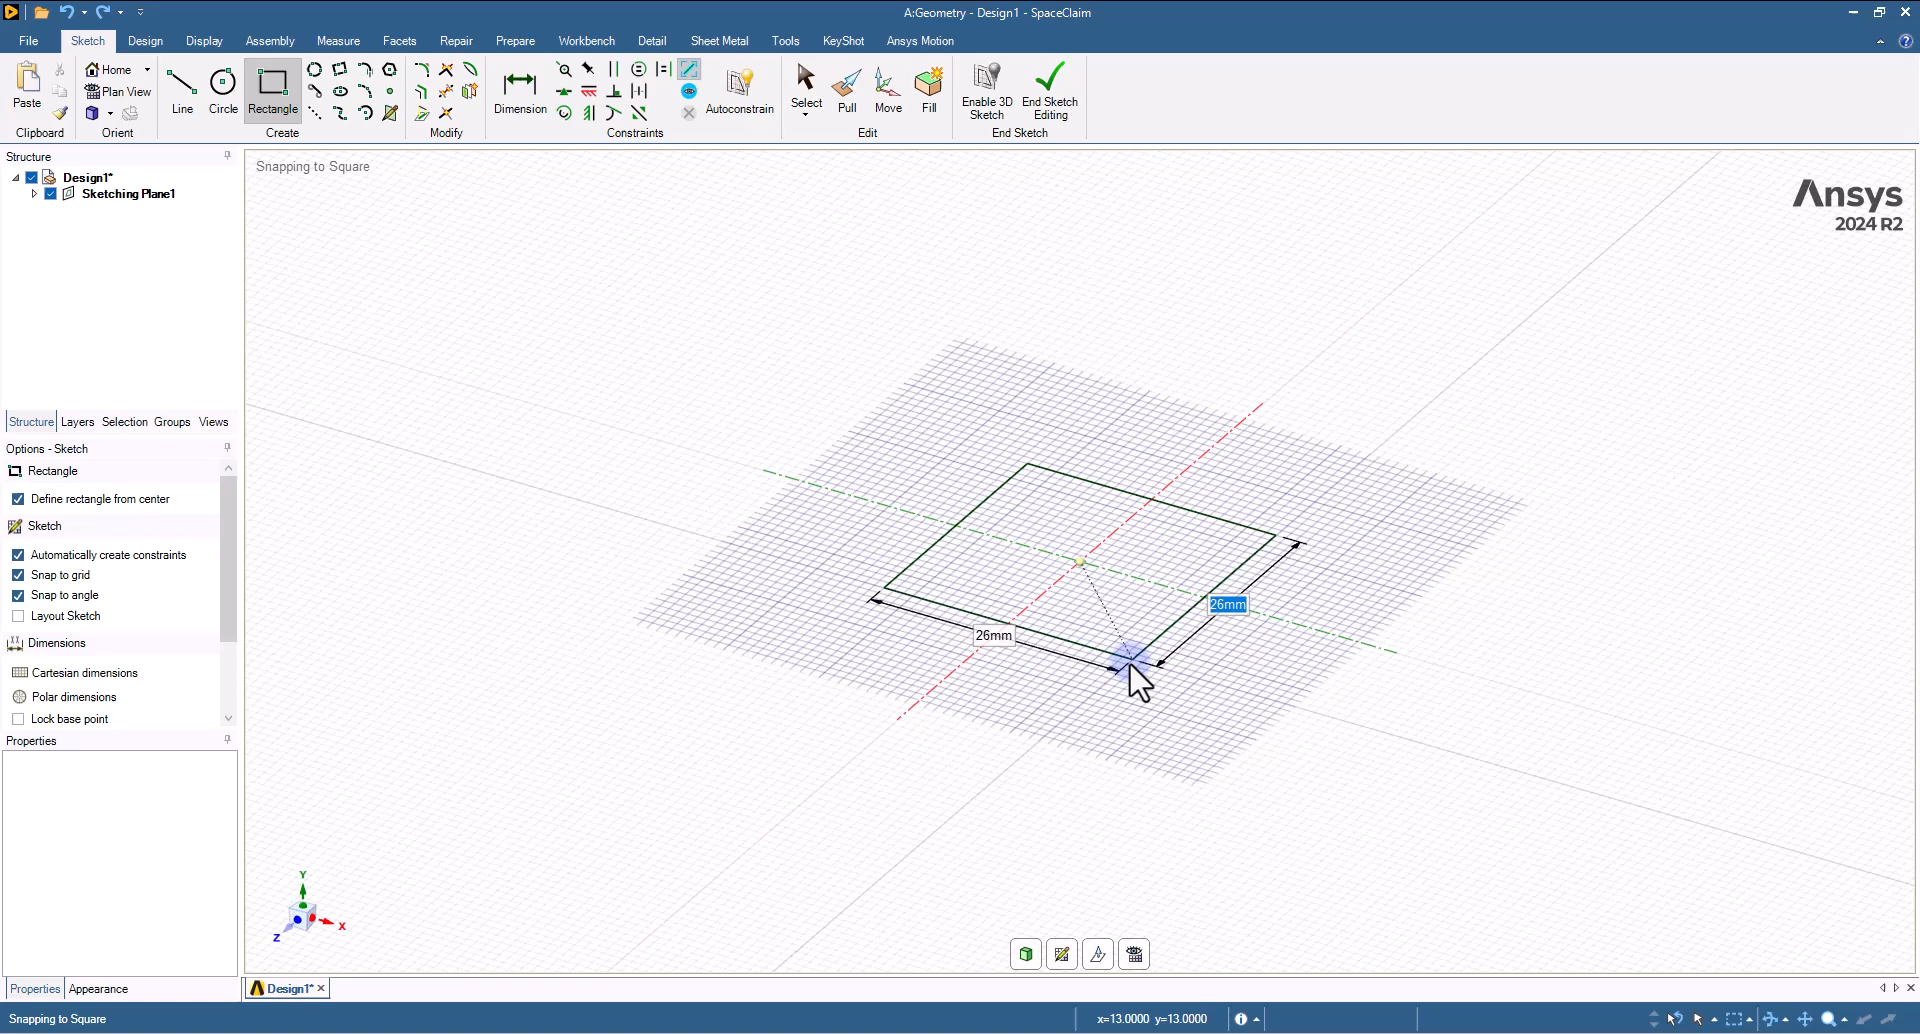 A:Geometry - Design1 - SpaceClaim
File Sketch Design Display Assembly Measure Facets Repair Prepare Workbench Detail Sheet Metal Tools KeyShot Ansys Motion
Paste
Clipboard
Home
Plan View
Orient
Line Circle Rectangle
Create
Modify
Dimension
Autoconstrain
Constraints
Select Pull Move Fill
Edit
Enable 3D Sketch
End Sketch Editing
End Sketch
Structure
Design1*
Sketching Plane1
Structure Layers Selection Groups Views
Options - Sketch
Rectangle
Define rectangle from center
Sketch
Automatically create constraints
Snap to grid
Snap to angle
Layout Sketch
Dimensions
Cartesian dimensions
Polar dimensions
Lock base point
Properties
Properties Appearance
Snapping to Square
Ansys
2024 R2
26mm
26mm
Y
X
Z
Design1*
Snapping to Square
x=13.0000 y=13.0000